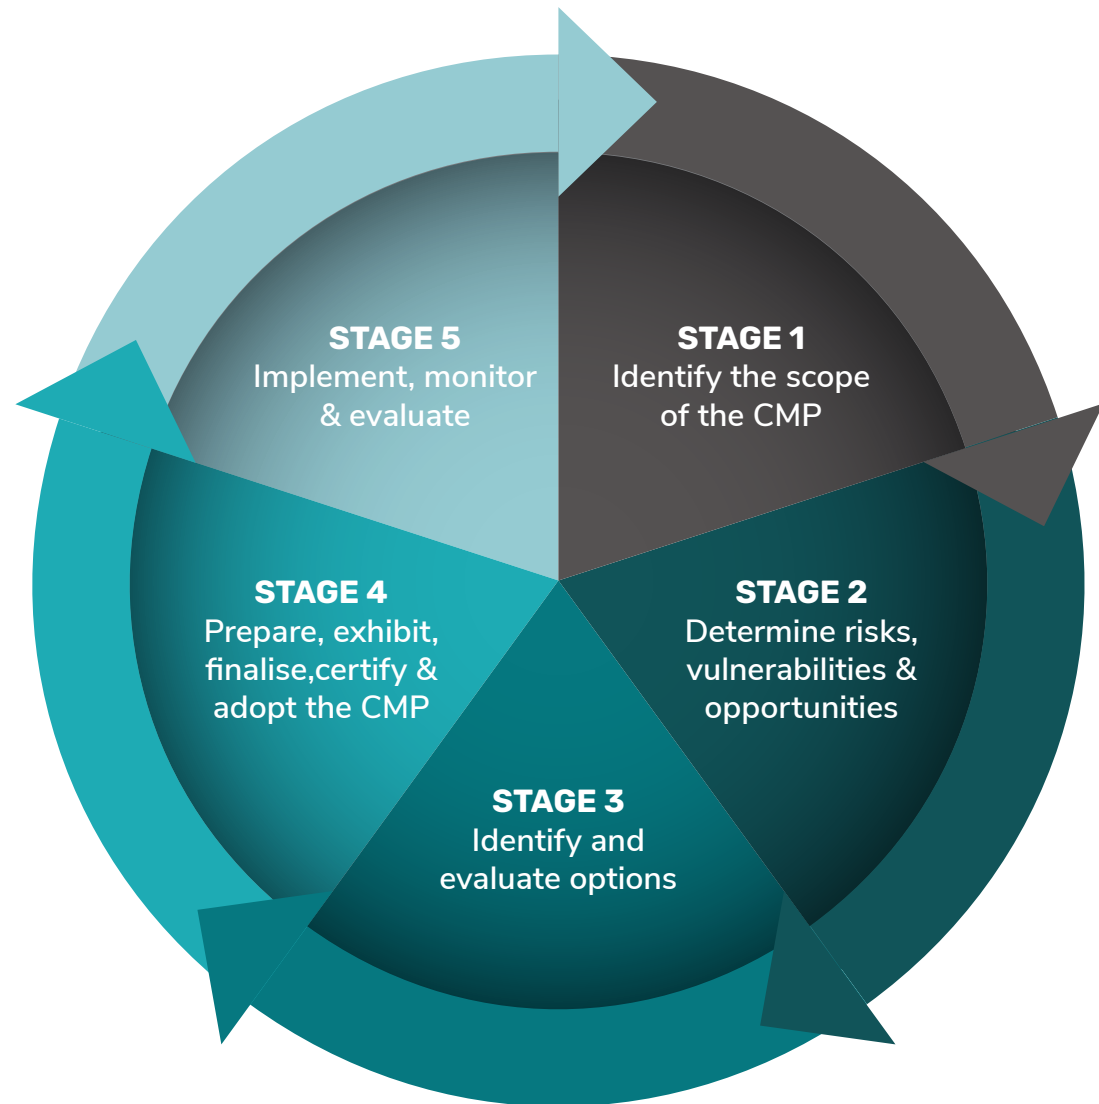 STAGE 1
Identify the scope
of the CMP
STAGE 2
Determine risks,
vulnerabilities &
opportunities
STAGE 3
Identify and
evaluate options
STAGE 4
Prepare, exhibit,
finalise,certify &
adopt the CMP
STAGE 5
Implement, monitor
& evaluate